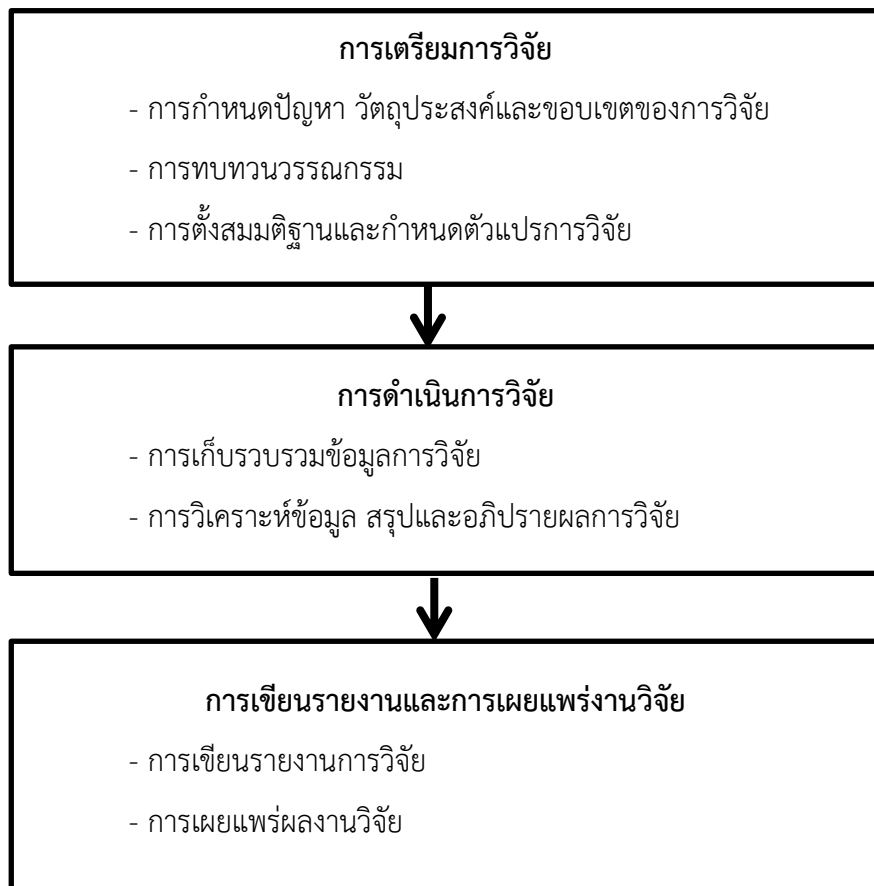 การเตรียมการวิจัย
- การกำหนดปัญหา วัตถุประสงค์และขอบเขตของการวิจัย
- การทบทวนวรรณกรรม
- การตั้งสมมติฐานและกำหนดตัวแปรการวิจัย
การดำเนินการวิจัย
- การเก็บรวบรวมข้อมูลการวิจัย
- การวิเคราะห์ข้อมูล สรุปและอภิปรายผลการวิจัย
การเขียนรายงานและการเผยแพร่งานวิจัย
- การเขียนรายงานการวิจัย
- การเผยแพร่ผลงานวิจัย